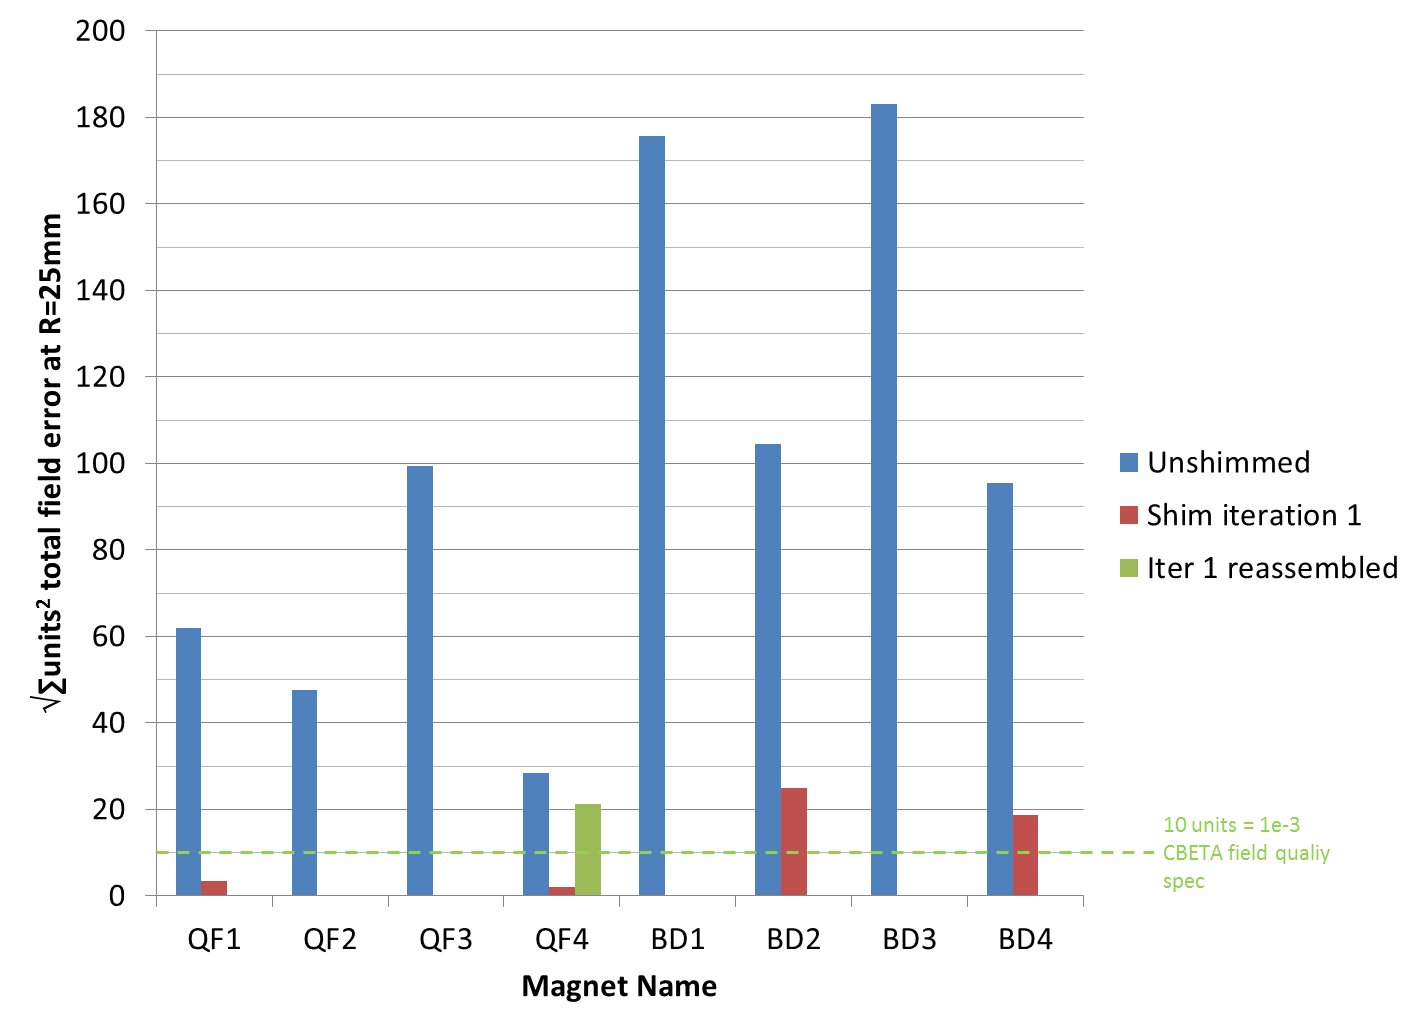 200
180
160
140
120
100
80
60
40
20
0
√∑units² total field error at R=25mm
QF1 QF2 QF3 QF4 BD1 BD2 BD3 BD4
Magnet Name
Unshimmed
Shim iteration 1
Iter 1 reassembled
10 units = 1e-3
CBETA field qualiy
spec